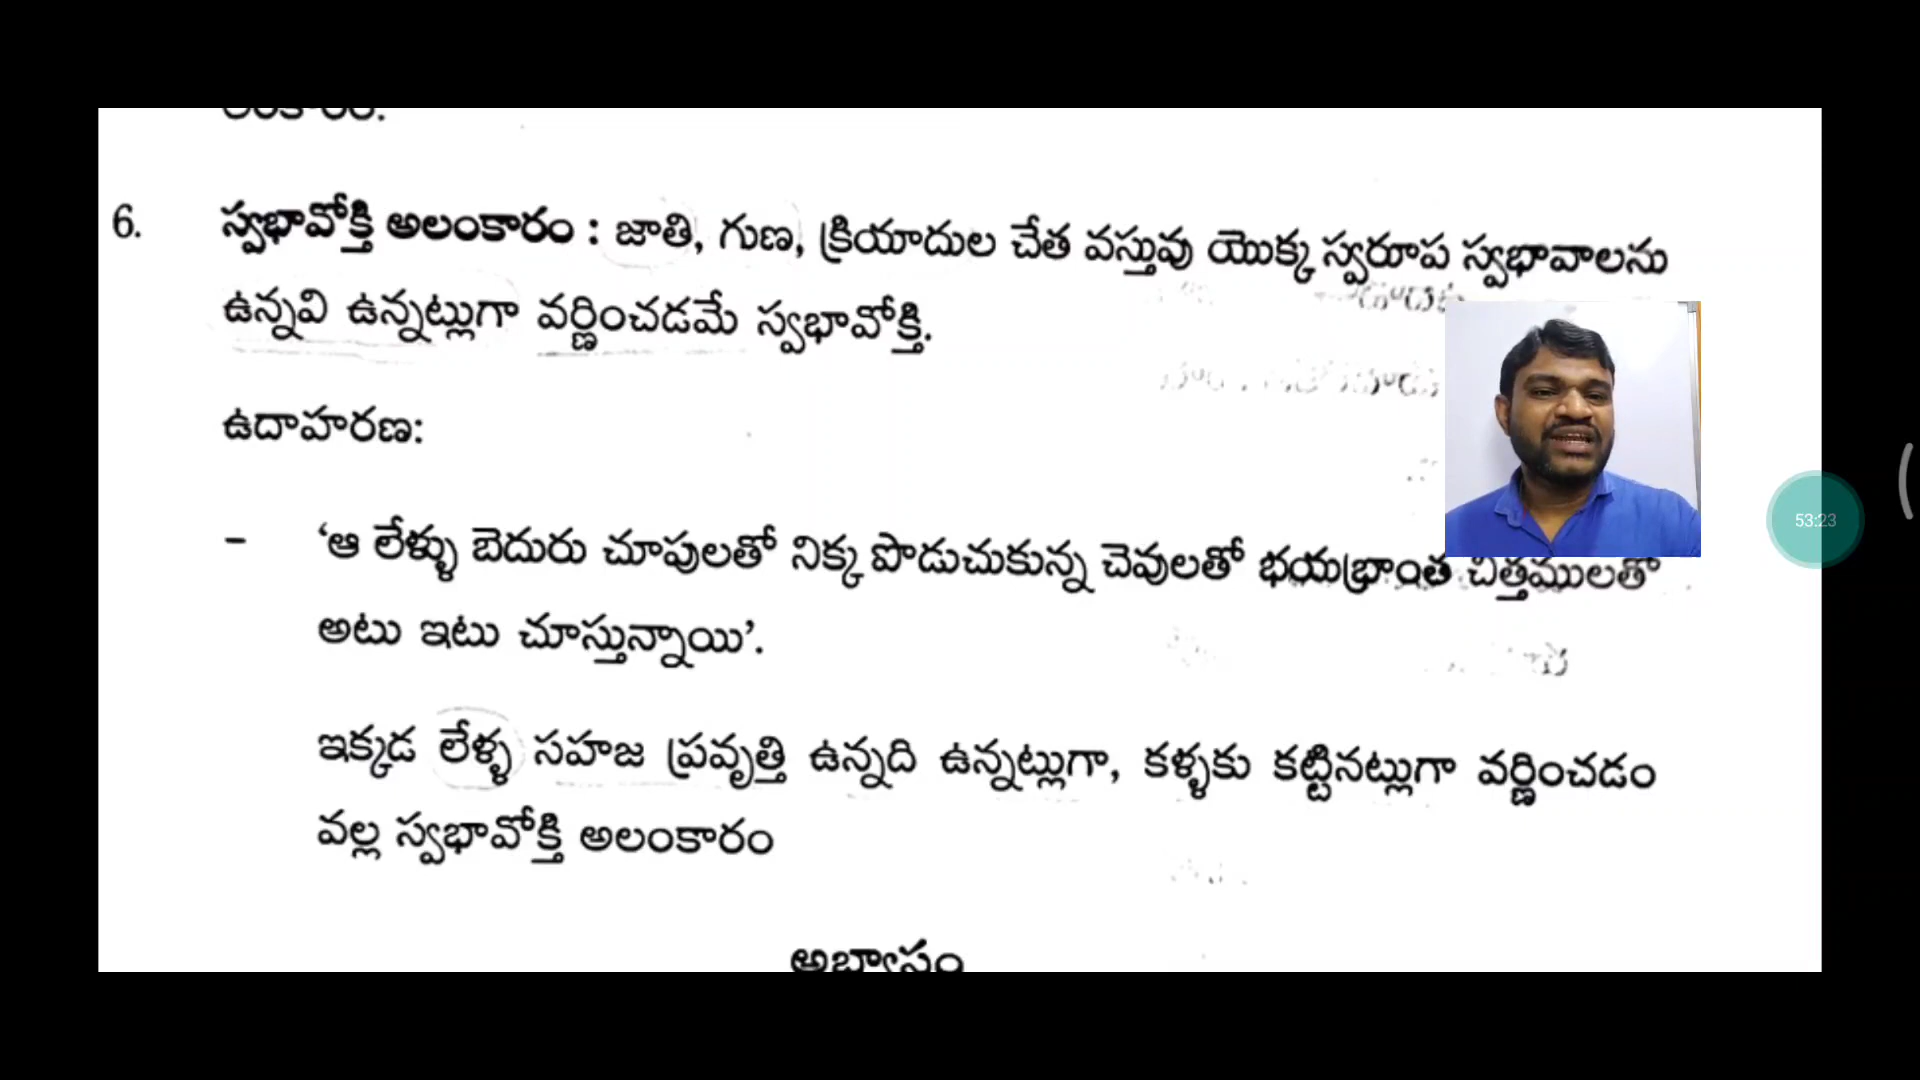 6. స్వభావోక్తి అలంకారం : జాతి, గుణ, క్రియాదుల చేత వస్తువు యొక్క స్వరూప స్వభావాలను
ఉన్నవి ఉన్నట్లుగా వర్ణించడమే స్వభావోక్తి.
ఉదాహరణ:
53:23
– ‘ఆ లేళ్ళు బెదురు చూపులతో నిక్క పొడుచుకున్న చెవులతో భయభ్రాంత చిత్తములతో
అటు ఇటు చూస్తున్నాయి’.
ఇక్కడ లేళ్ళ సహజ ప్రవృత్తి ఉన్నది ఉన్నట్లుగా, కళ్ళకు కట్టినట్లుగా వర్ణించడం
వల్ల స్వభావోక్తి అలంకారం